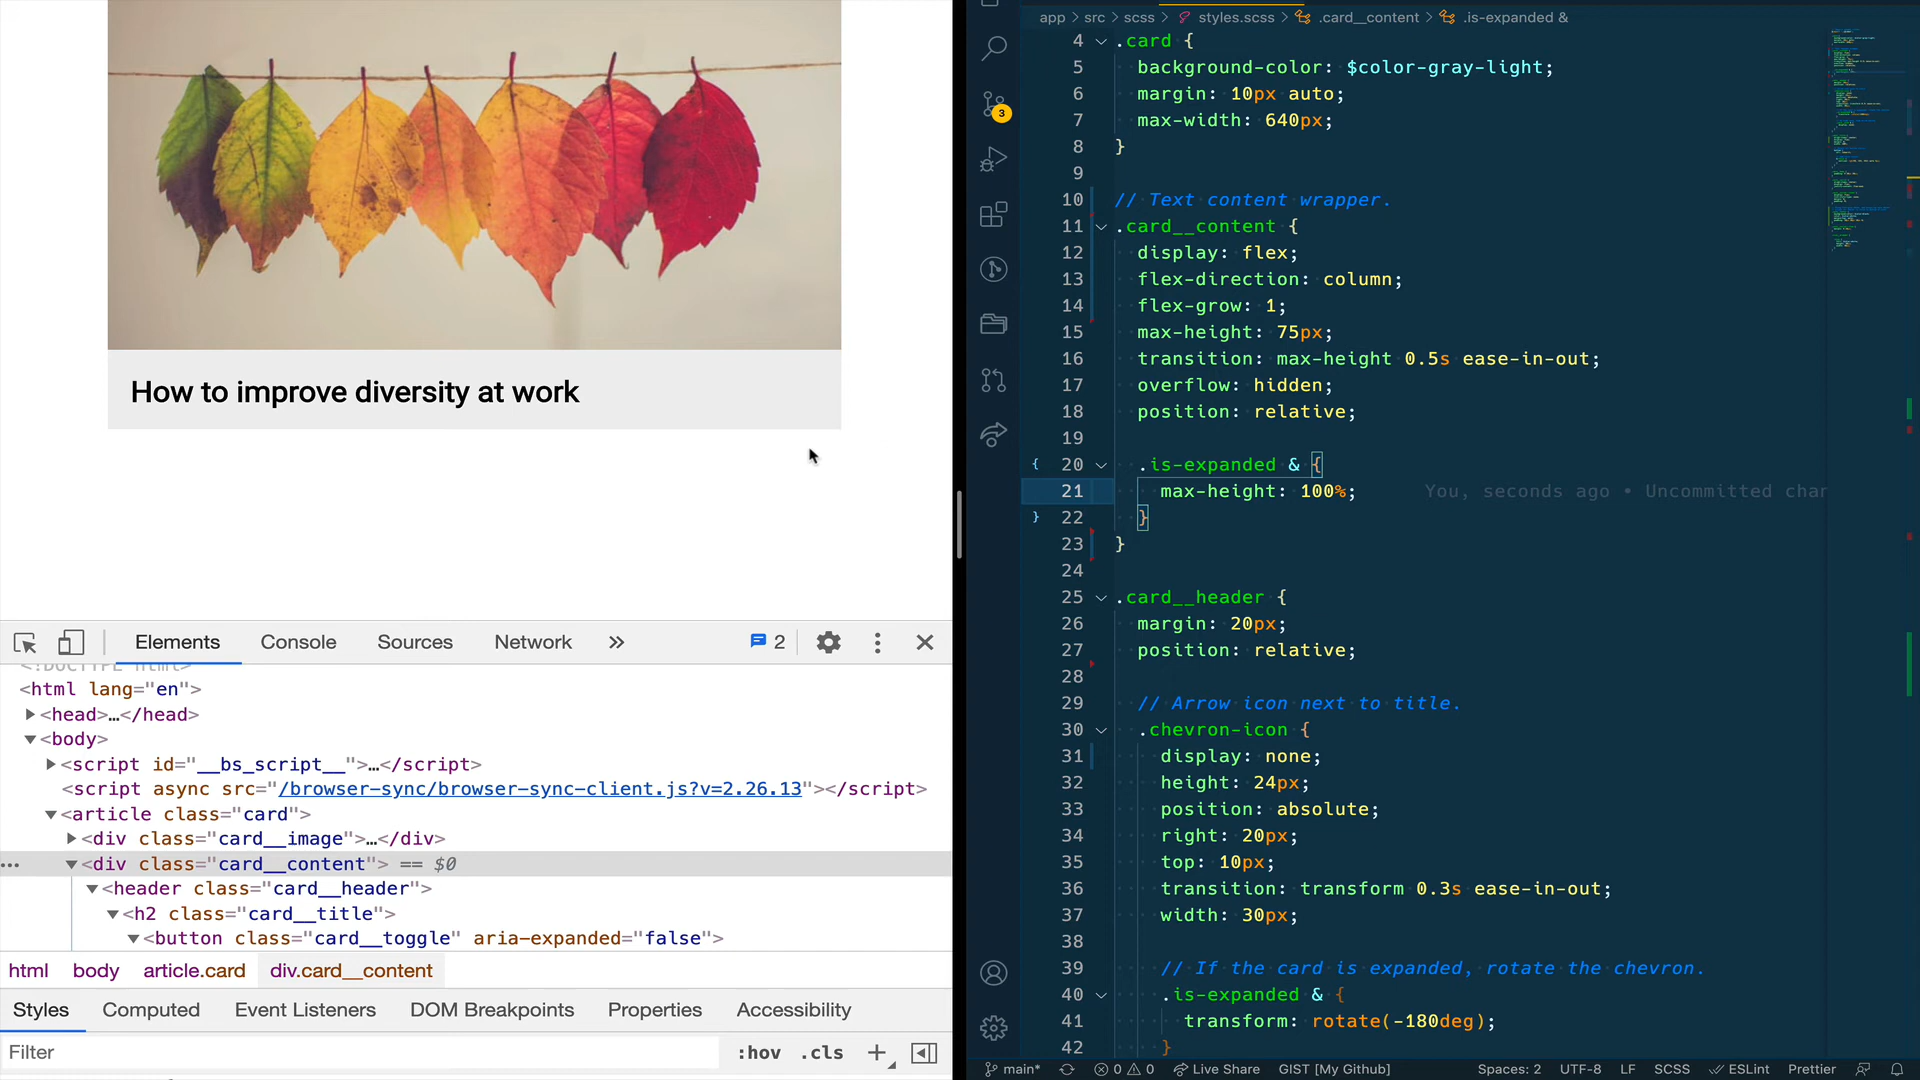 How to improve diversity at work
Elements Console Sources Network » 2
<!DOCTYPE html>
<html lang="en">
<head>…</head>
<body>
<script id="__bs_script__">…</script>
<script async src="/browser-sync/browser-sync-client.js?v=2.26.13"></script>
<article class="card">
<div class="card__image">…</div>
… <div class="card__content"> == $0
<header class="card__header">
<h2 class="card__title">
<button class="card__toggle" aria-expanded="false">
html body article.card div.card__content
Styles Computed Event Listeners DOM Breakpoints Properties Accessibility
Filter :hov .cls +
3
app > src > scss > styles.scss > .card__content > .is-expanded &
4 .card {
5 background-color: $color-gray-light;
6 margin: 10px auto;
7 max-width: 640px;
8 }
9
10 // Text content wrapper.
11 .card__content {
12 display: flex;
13 flex-direction: column;
14 flex-grow: 1;
15 max-height: 75px;
16 transition: max-height 0.5s ease-in-out;
17 overflow: hidden;
18 position: relative;
19
{ 20 .is-expanded & {
21 max-height: 100%; You, seconds ago • Uncommitted char
} 22 }
23 }
24
25 .card__header {
26 margin: 20px;
27 position: relative;
28
29 // Arrow icon next to title.
30 .chevron-icon {
31 display: none;
32 height: 24px;
33 position: absolute;
34 right: 20px;
35 top: 10px;
36 transition: transform 0.3s ease-in-out;
37 width: 30px;
38
39 // If the card is expanded, rotate the chevron.
40 .is-expanded & {
41 transform: rotate(-180deg);
42 }
main* 0 0 Live Share GIST [My Github] Spaces: 2 UTF-8 LF SCSS ESLint Prettier